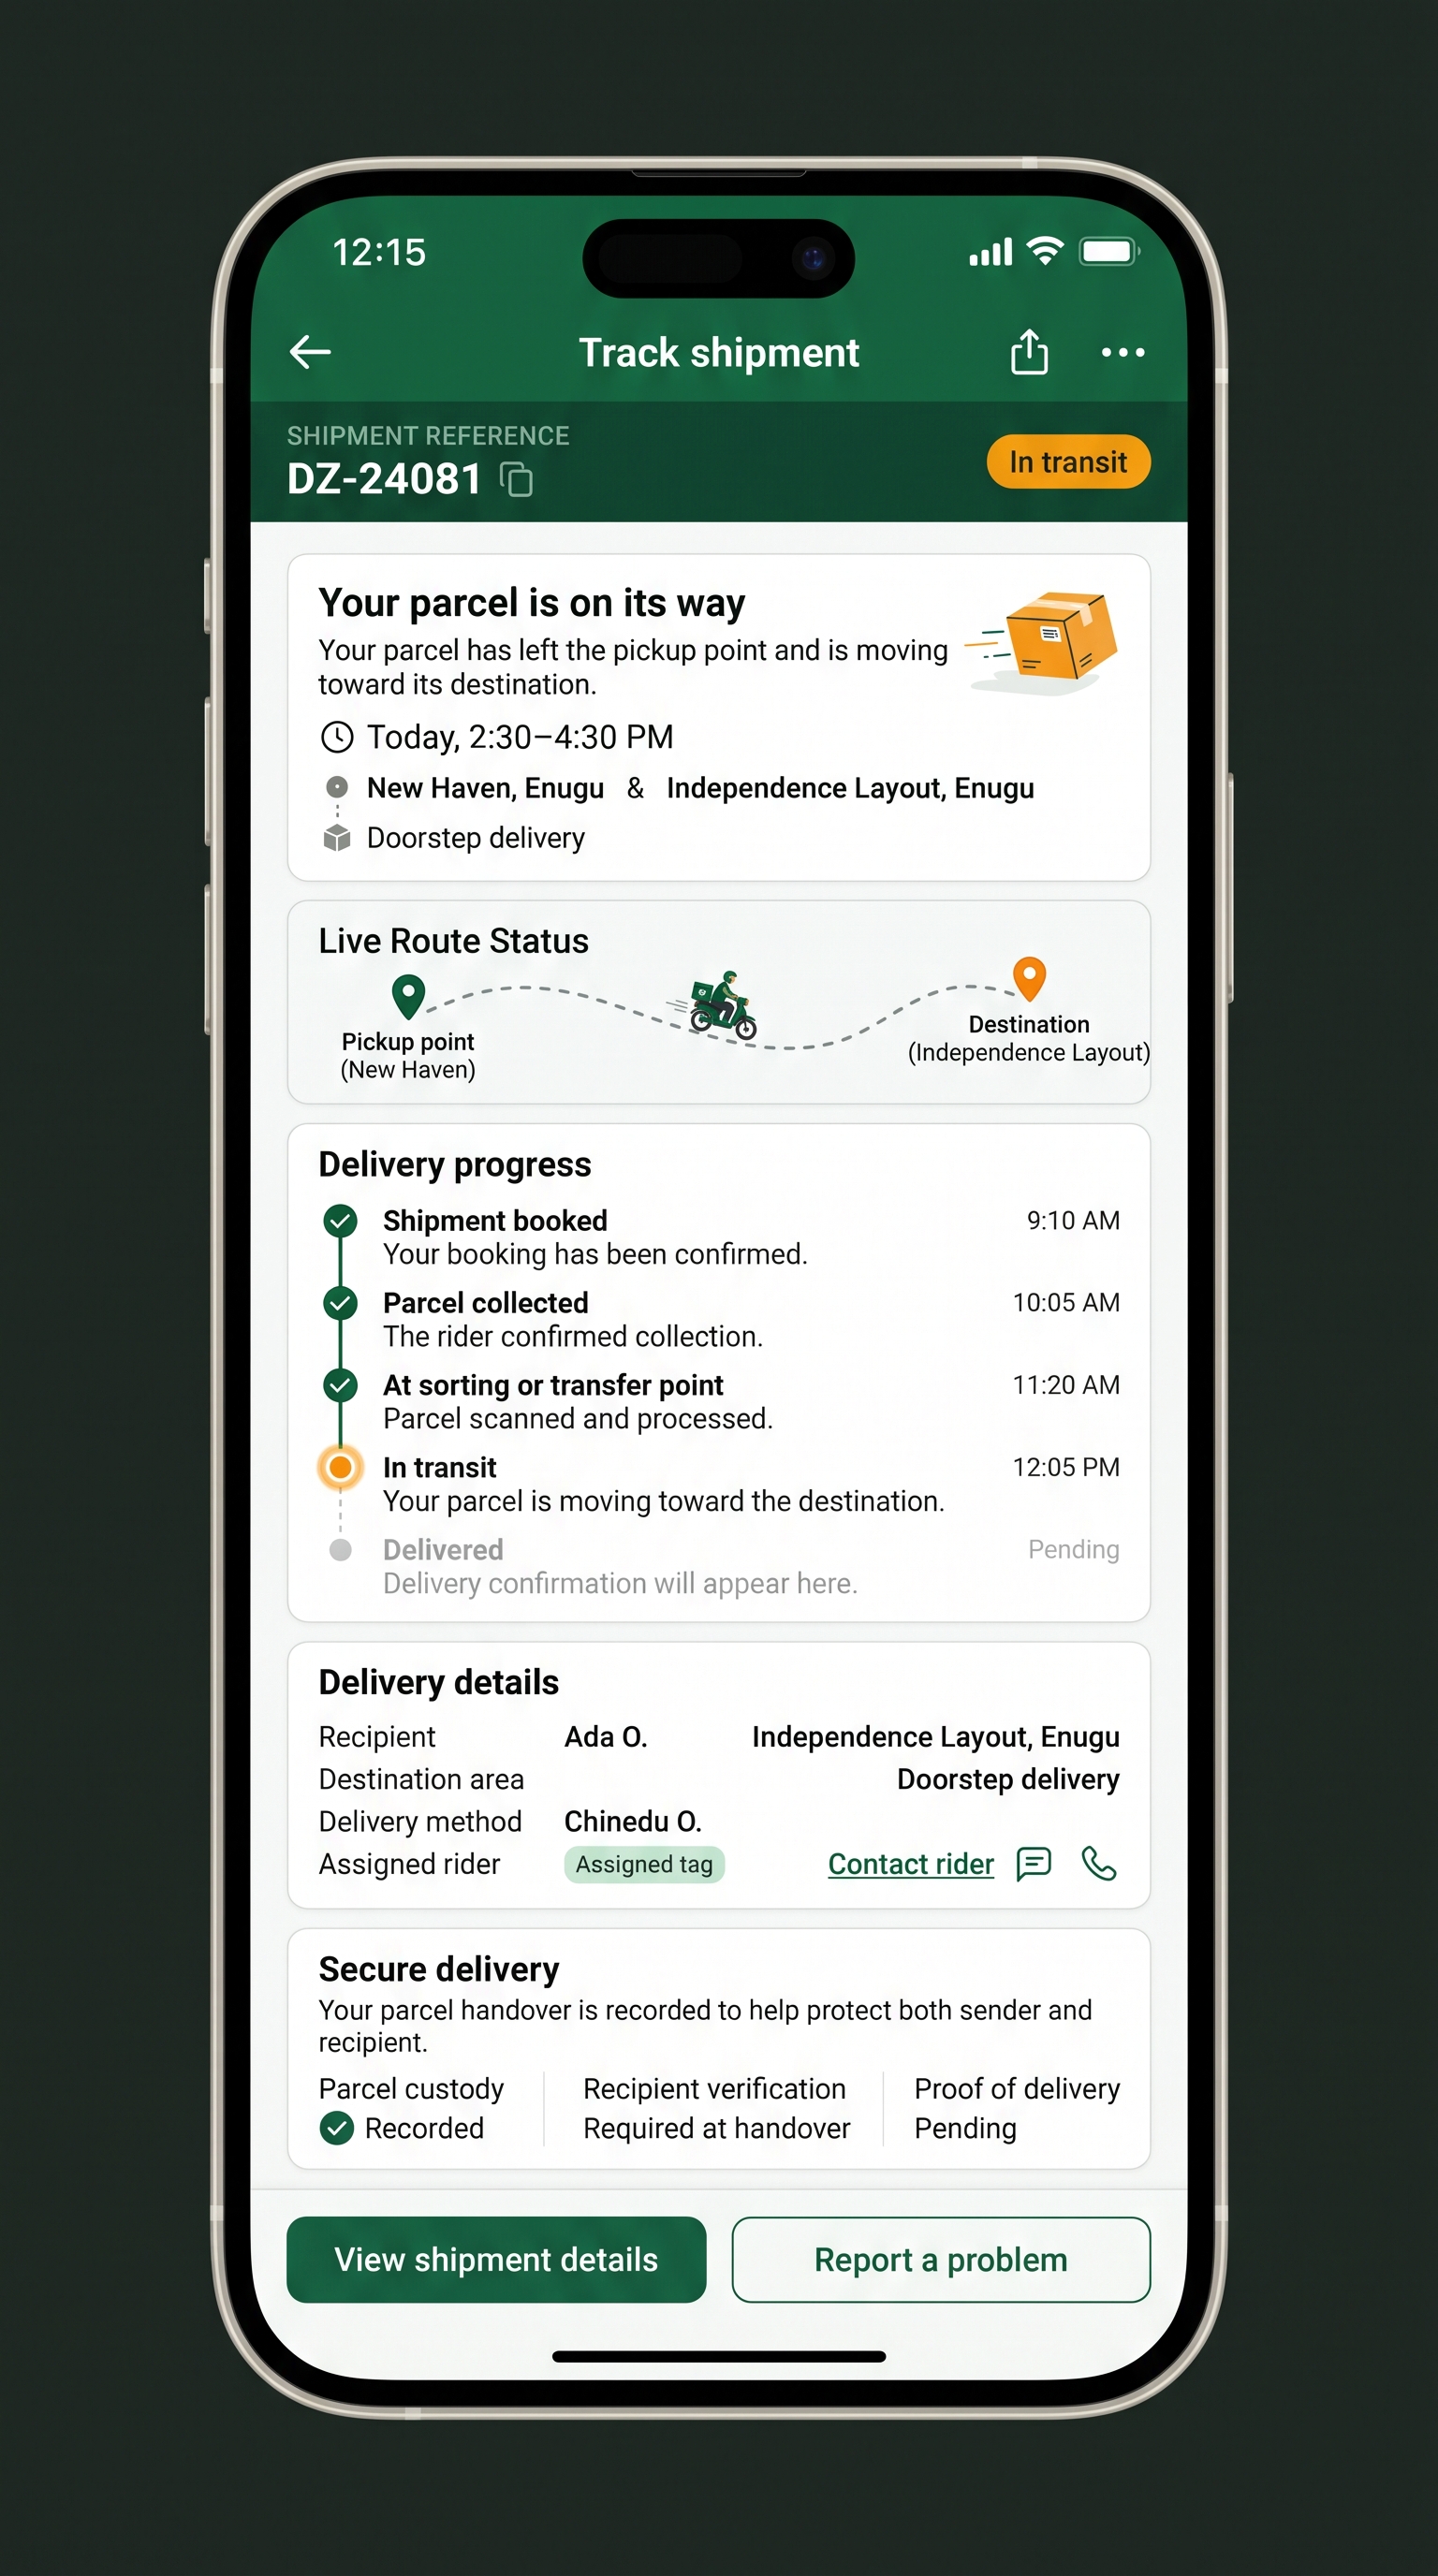 12:15
Track shipment
SHIPMENT REFERENCE
DZ-24081
In transit
Your parcel is on its way
Your parcel has left the pickup point and is moving
toward its destination.
Today, 2:30–4:30 PM
New Haven, Enugu & Independence Layout, Enugu
Doorstep delivery
Live Route Status
Pickup point
(New Haven)
Destination
(Independence Layout)
Delivery progress
Shipment booked 9:10 AM
Your booking has been confirmed.
Parcel collected 10:05 AM
The rider confirmed collection.
At sorting or transfer point 11:20 AM
Parcel scanned and processed.
In transit 12:05 PM
Your parcel is moving toward the destination.
Delivered Pending
Delivery confirmation will appear here.
Delivery details
Recipient Ada O. Independence Layout, Enugu
Destination area Doorstep delivery
Delivery method Chinedu O.
Assigned rider Assigned tag Contact rider
Secure delivery
Your parcel handover is recorded to help protect both sender and
recipient.
Parcel custody Recipient verification Proof of delivery
Recorded Required at handover Pending
View shipment details Report a problem